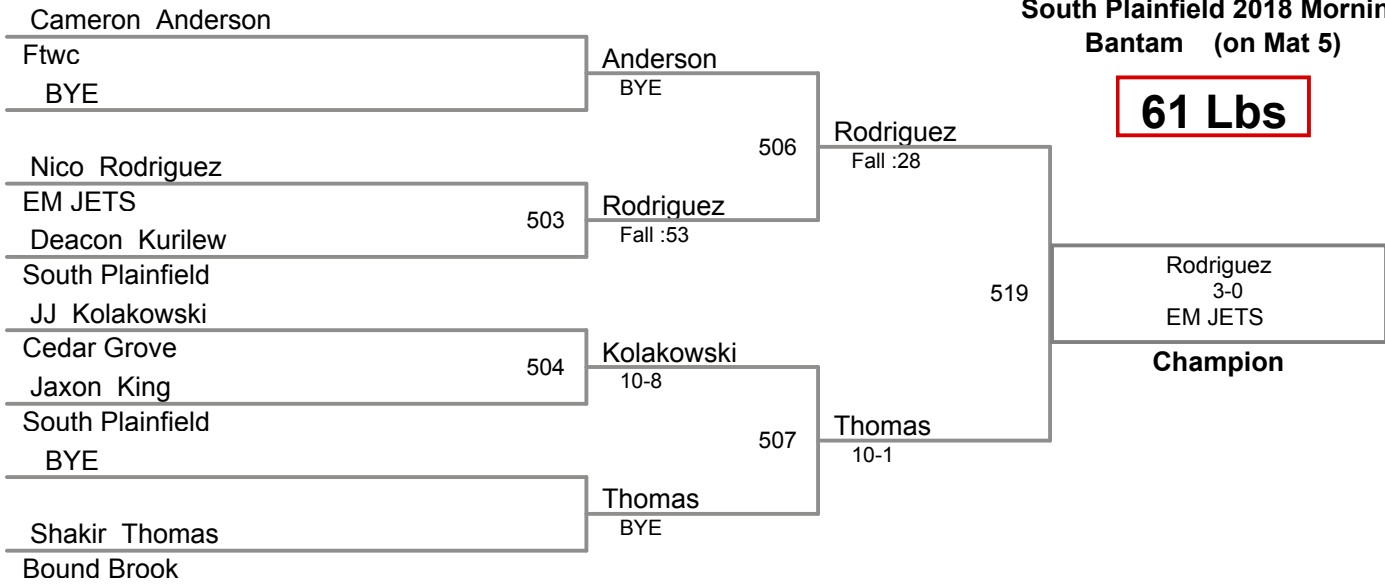 South Plainfield 2018 Mornin
Bantam (on Mat 5)
61 Lbs
Cameron Anderson
Ftwc
BYE
Nico Rodriguez
EM JETS
Deacon Kurilew
South Plainfield
JJ Kolakowski
Cedar Grove
Jaxon King
South Plainfield
BYE
Shakir Thomas
Bound Brook
503
504
Anderson
BYE
Rodriguez
Fall :53
Kolakowski
10-8
Thomas
BYE
506
507
Rodriguez
Fall :28
Thomas
10-1
519
Rodriguez
3-0
EM JETS
Champion